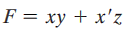 F = xy + x'z